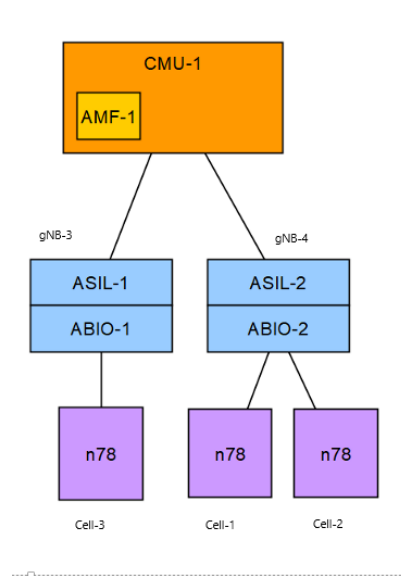 CMU-1
AMF-1
gNB-3
gNB-4
ASIL-1
ASIL-2
ABIO-1
ABIO-2
n78
n78
n78
Cell-3
Cell-1
Cell-2